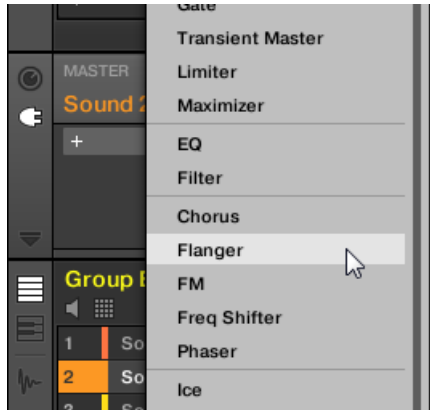 Gate
Transient Master
MASTER
Limiter
Sound 2
Maximizer
+
EQ
Filter
Chorus
Flanger
Group
FM
Freq Shifter
1 So
Phaser
2 So
Ice